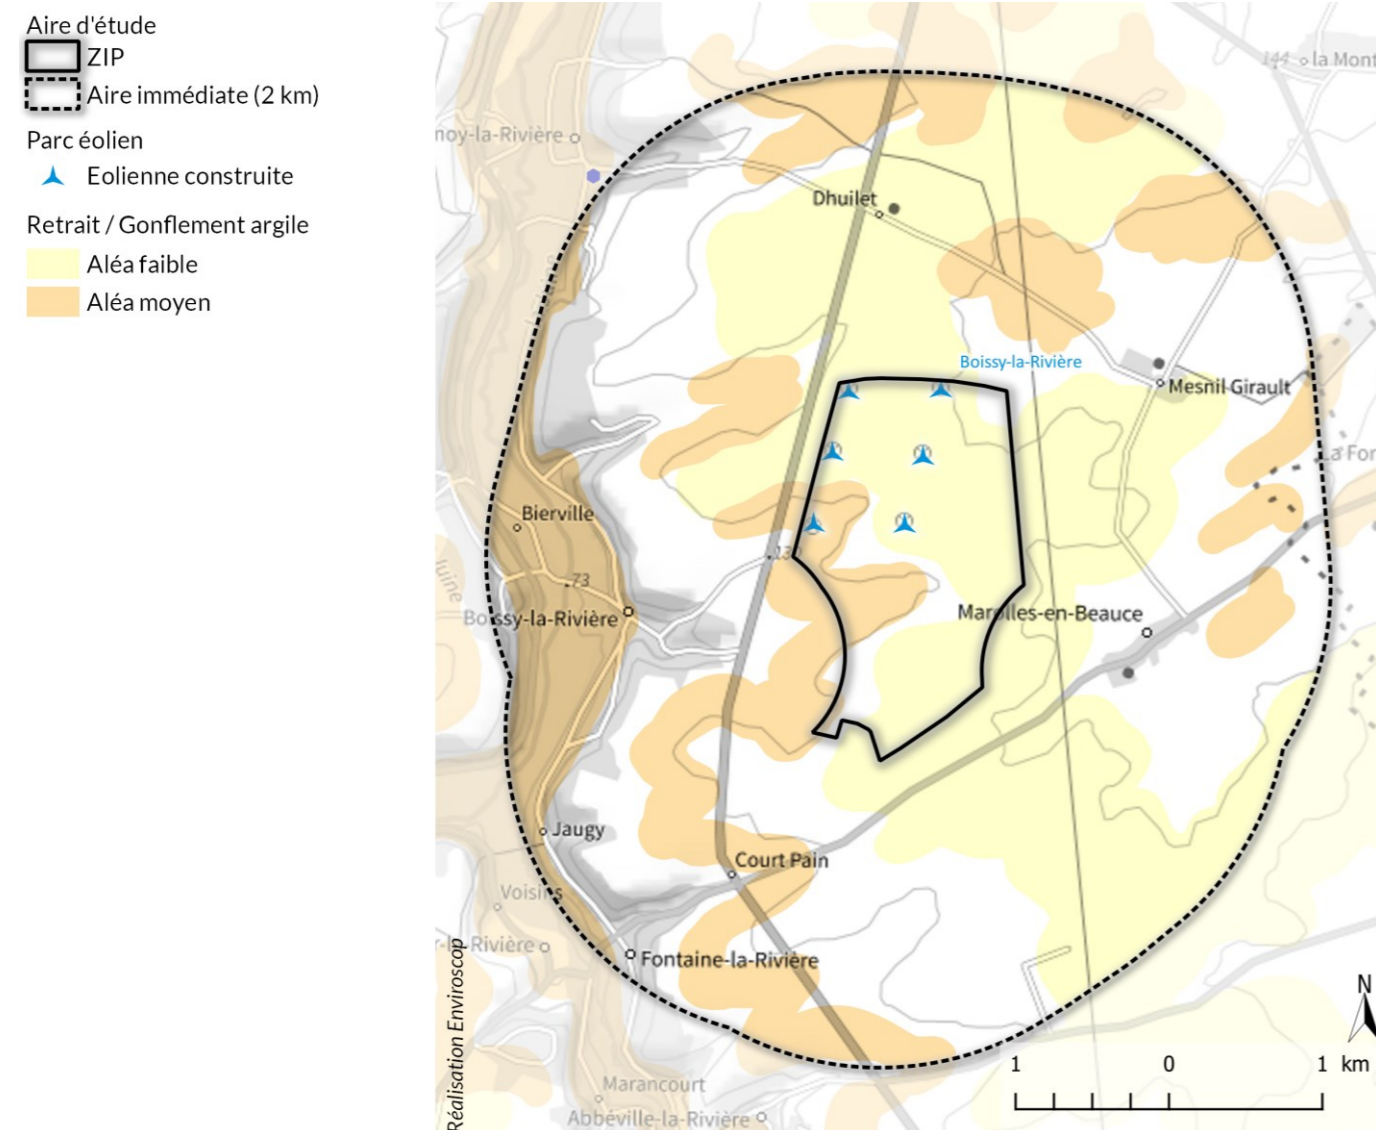 Aire d'étude
ZIP
Aire immédiate (2 km)
Parc éolien
Eolienne construite
Retrait / Gonflement argile
Aléa faible
Aléa moyen
144
la Mont
noy-la-Rivière
Dhuilet
Boissy-la-Rivière
Mesnil Girault
La For
Bierville
73
Boissy-la-Rivière
Marolles-en-Beauce
Jaugy
Court Pain
Voisins
r-la-Rivière
Fontaine-la-Rivière
Marancourt
Abbéville-la-Rivière
Réalisation Enviroscop
N
1 0 1 km